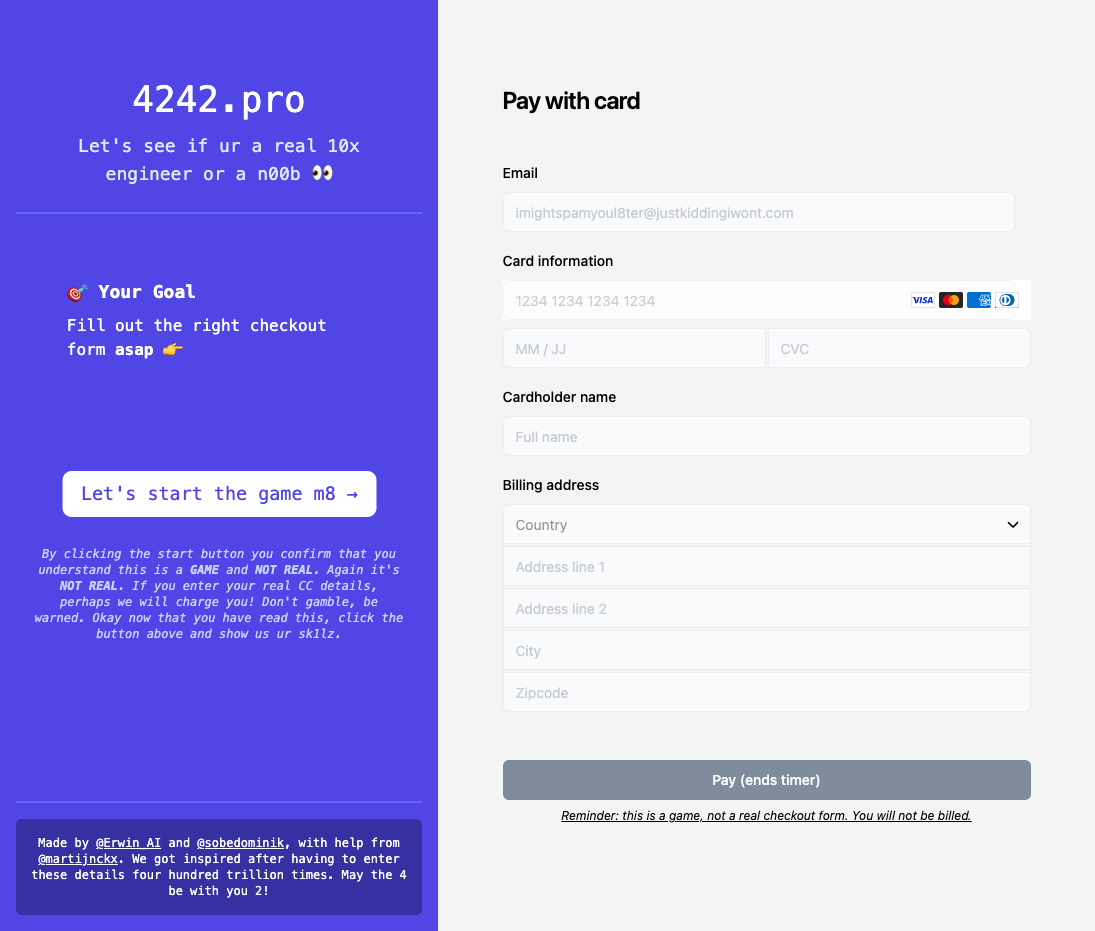 4242.pro
Let's see if ur a real 10x
engineer or a n00b 👀
🎯 Your Goal
Fill out the right checkout
form asap 👉
Let's start the game m8 →
By clicking the start button you confirm that you
understand this is a GAME and NOT REAL. Again it's
NOT REAL. If you enter your real CC details,
perhaps we will charge you! Don't gamble, be
warned. Okay now that you have read this, click the
button above and show us ur sk1lz.
Made by @Erwin_AI and @sobedominik, with help from
@martijnckx. We got inspired after having to enter
these details four hundred trillion times. May the 4
be with you 2!
Pay with card
Email
imightspamyoul8ter@justkiddingiwont.com
Card information
1234 1234 1234 1234 VISA
MM / JJ CVC
Cardholder name
Full name
Billing address
Country
Address line 1
Address line 2
City
Zipcode
Pay (ends timer)
Reminder: this is a game, not a real checkout form. You will not be billed.